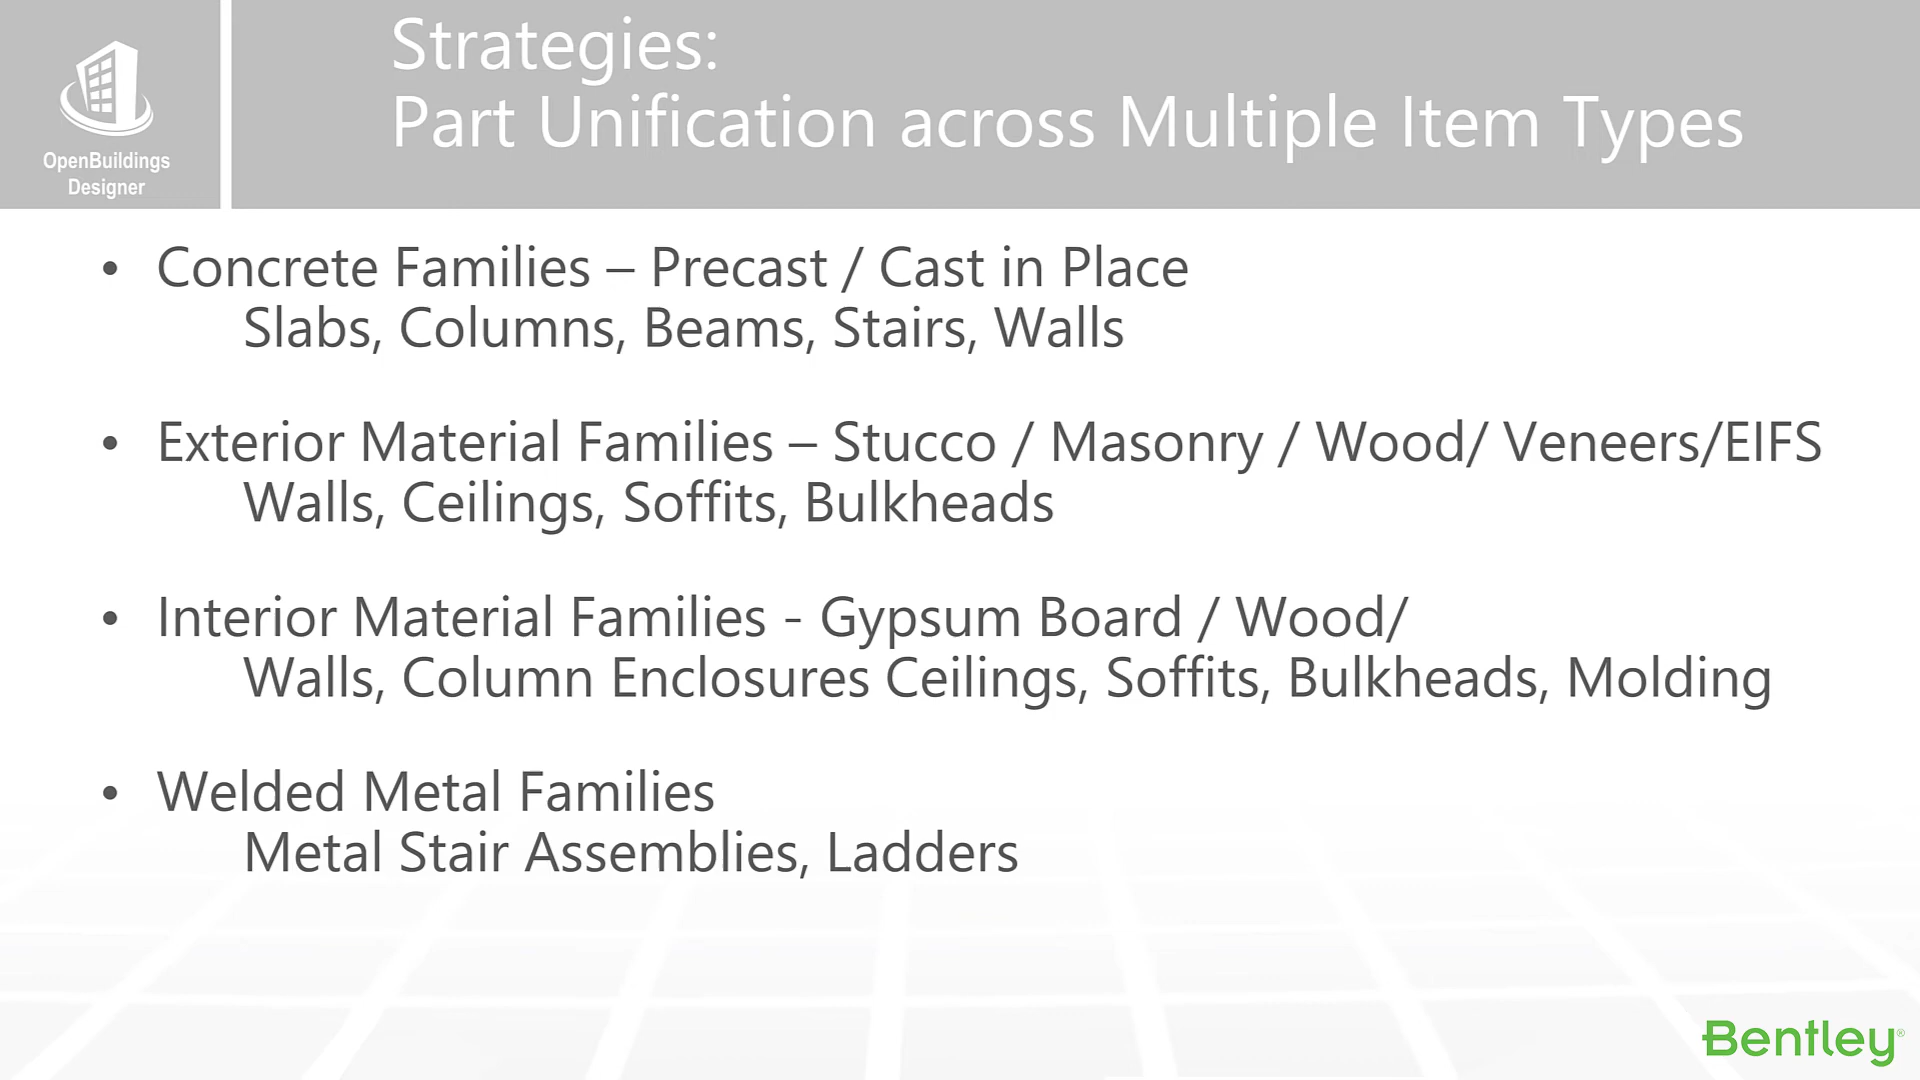 OpenBuildings
Designer
Strategies:
Part Unification across Multiple Item Types
• Concrete Families – Precast / Cast in Place
Slabs, Columns, Beams, Stairs, Walls
• Exterior Material Families – Stucco / Masonry / Wood/ Veneers/EIFS
Walls, Ceilings, Soffits, Bulkheads
• Interior Material Families - Gypsum Board / Wood/
Walls, Column Enclosures Ceilings, Soffits, Bulkheads, Molding
• Welded Metal Families
Metal Stair Assemblies, Ladders
Bentley®